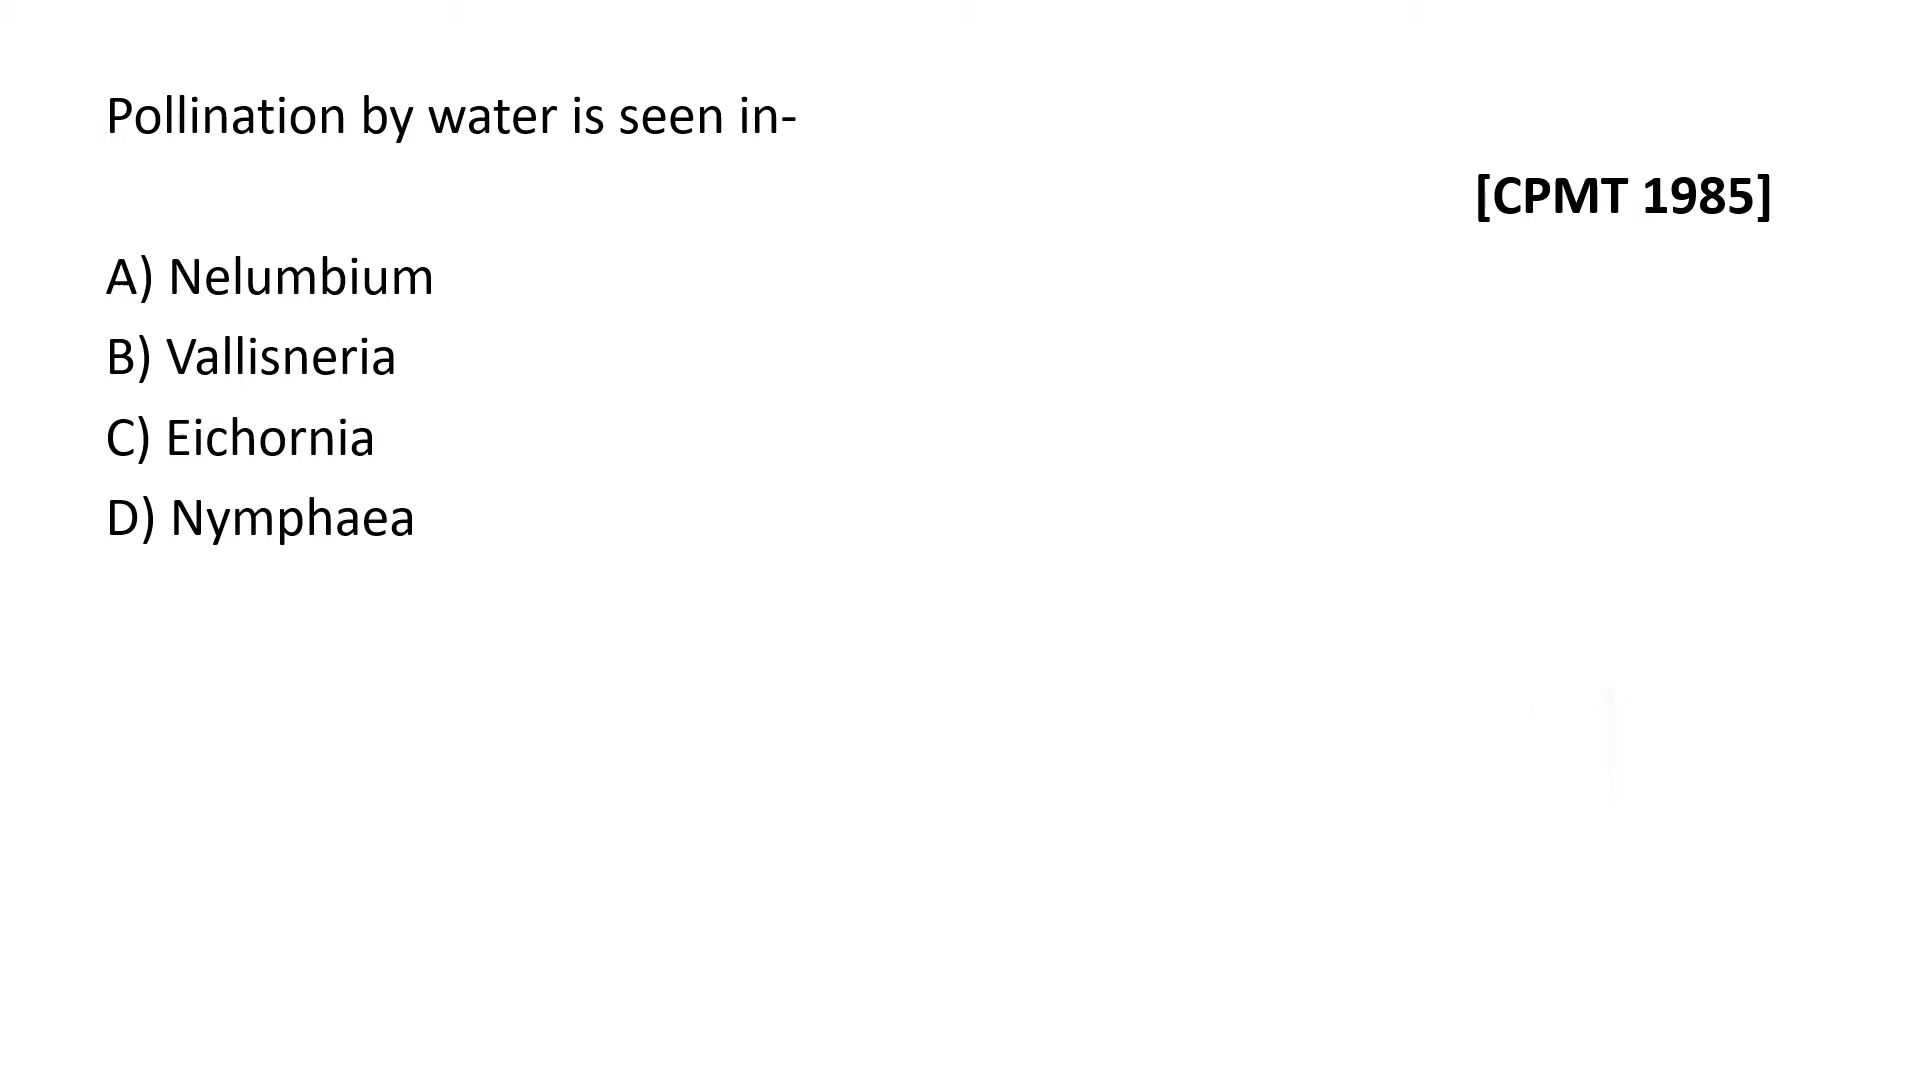 Pollination by water is seen in-
[CPMT 1985]
A) Nelumbium
B) Vallisneria
C) Eichornia
D) Nymphaea